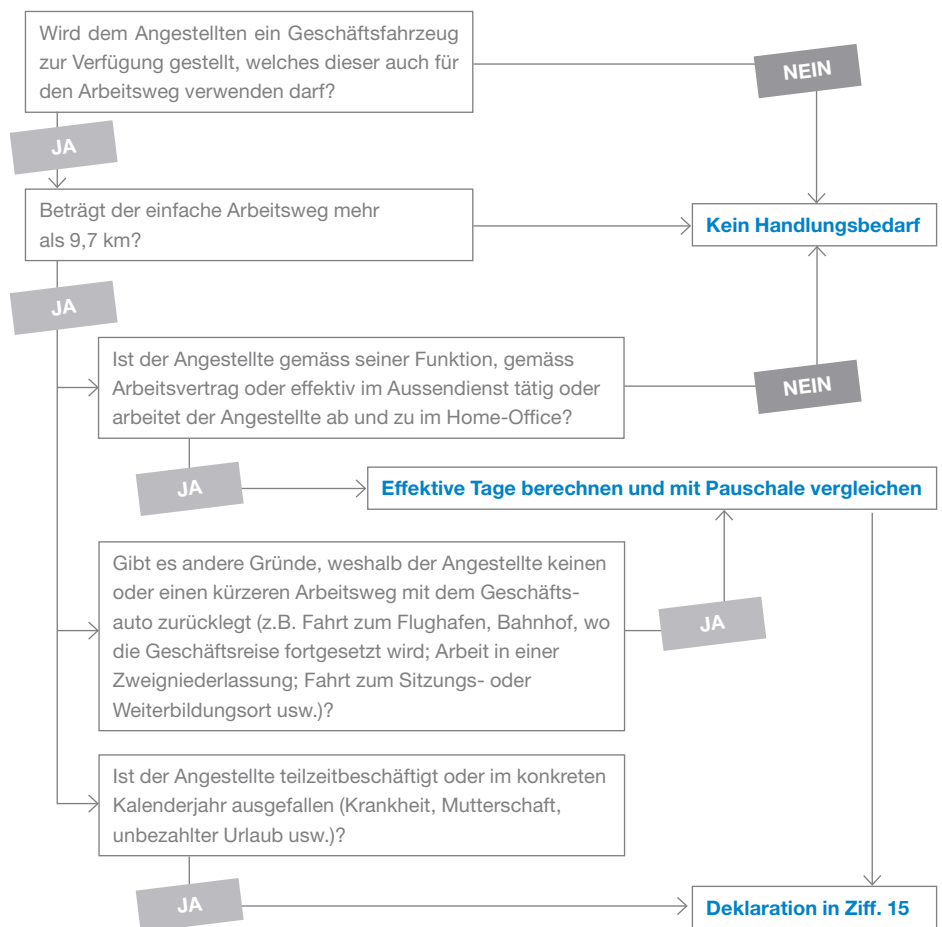 Wird dem Angestellten ein Geschäftsfahrzeug
zur Verfügung gestellt, welches dieser auch für
den Arbeitsweg verwenden darf?
NEIN
JA
Beträgt der einfache Arbeitsweg mehr
als 9,7 km?
Kein Handlungsbedarf
JA
Ist der Angestellte gemäss seiner Funktion, gemäss
Arbeitsvertrag oder effektiv im Aussendienst tätig oder
arbeitet der Angestellte ab und zu im Home-Office?
NEIN
JA
Effektive Tage berechnen und mit Pauschale vergleichen
Gibt es andere Gründe, weshalb der Angestellte keinen
oder einen kürzeren Arbeitsweg mit dem Geschäfts-
auto zurücklegt (z.B. Fahrt zum Flughafen, Bahnhof, wo
die Geschäftsreise fortgesetzt wird; Arbeit in einer
Zweigniederlassung; Fahrt zum Sitzungs- oder
Weiterbildungsort usw.)?
JA
Ist der Angestellte teilzeitbeschäftigt oder im konkreten
Kalenderjahr ausgefallen (Krankheit, Mutterschaft,
unbezahlter Urlaub usw.)?
JA
Deklaration in Ziff. 15